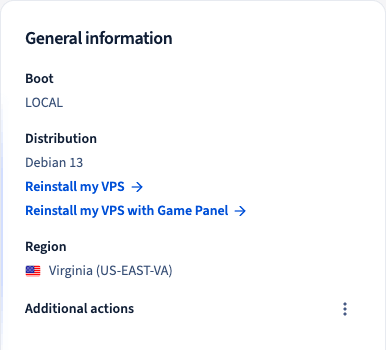 General information
Boot
LOCAL
Distribution
Debian 13
Reinstall my VPS →
Reinstall my VPS with Game Panel →
Region
Virginia (US-EAST-VA)
Additional actions